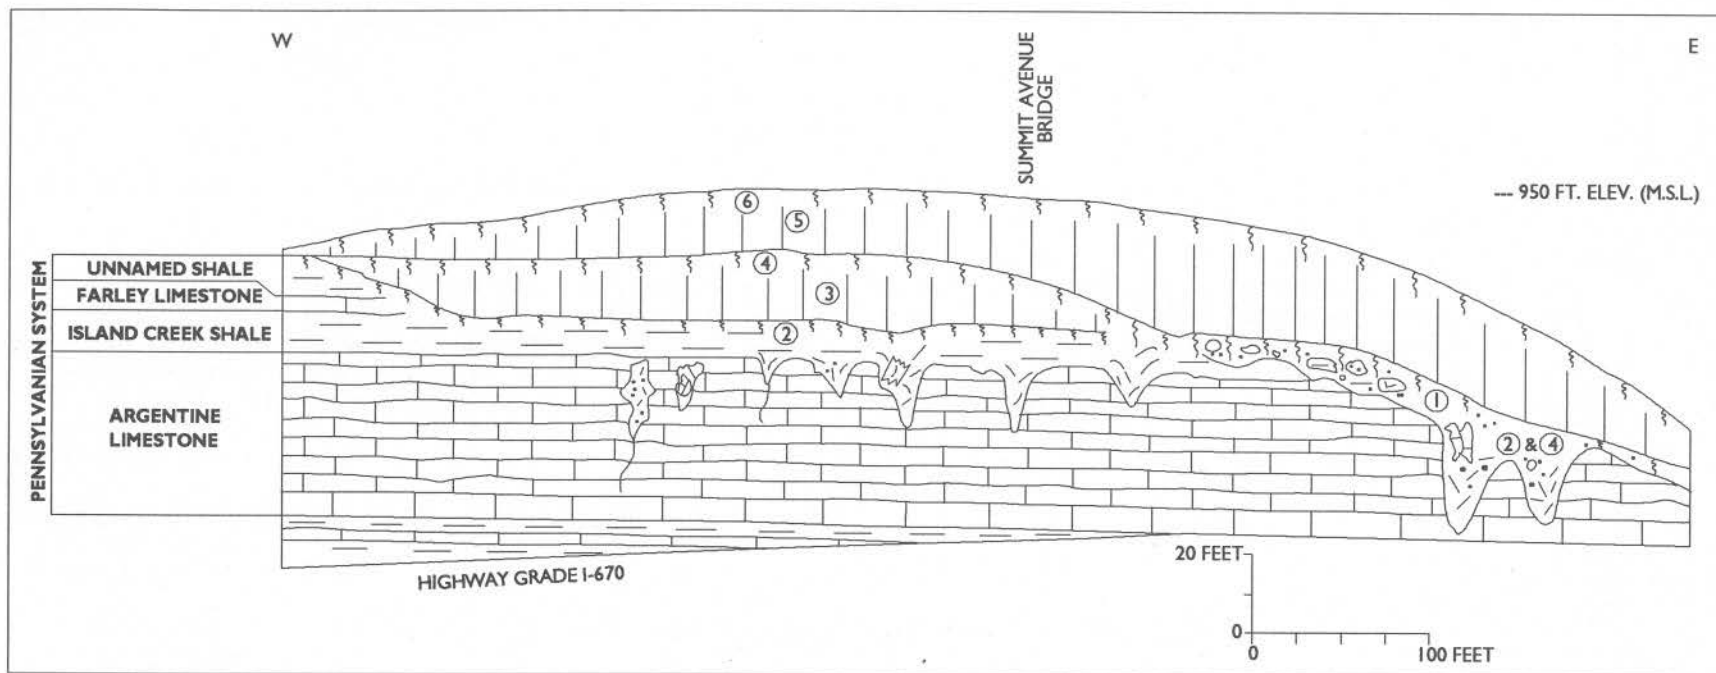 W
E
SUMMIT AVENUE
BRIDGE
--- 950 FT. ELEV. (M.S.L.)
6
5
4
3
2
1
2 & 4
PENNSYLVANIAN SYSTEM
UNNAMED SHALE
FARLEY LIMESTONE
ISLAND CREEK SHALE
ARGENTINE
LIMESTONE
HIGHWAY GRADE I-670
20 FEET
0
0
100 FEET